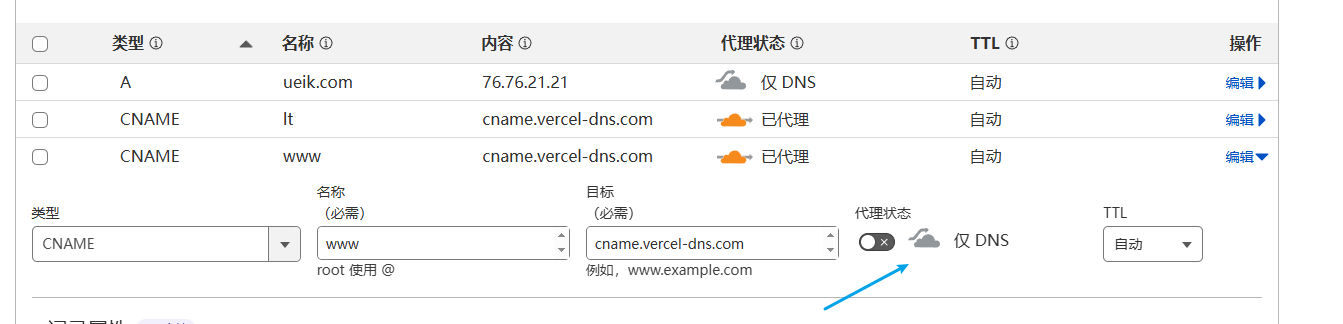 类型 名称 内容 代理状态 TTL 操作
A ueik.com 76.76.21.21 仅 DNS 自动 编辑
CNAME lt cname.vercel-dns.com 已代理 自动 编辑
CNAME www cname.vercel-dns.com 已代理 自动 编辑
名称 目标
类型 （必需） （必需） 代理状态 TTL
CNAME www cname.vercel-dns.com 仅 DNS 自动
root 使用 @ 例如，www.example.com